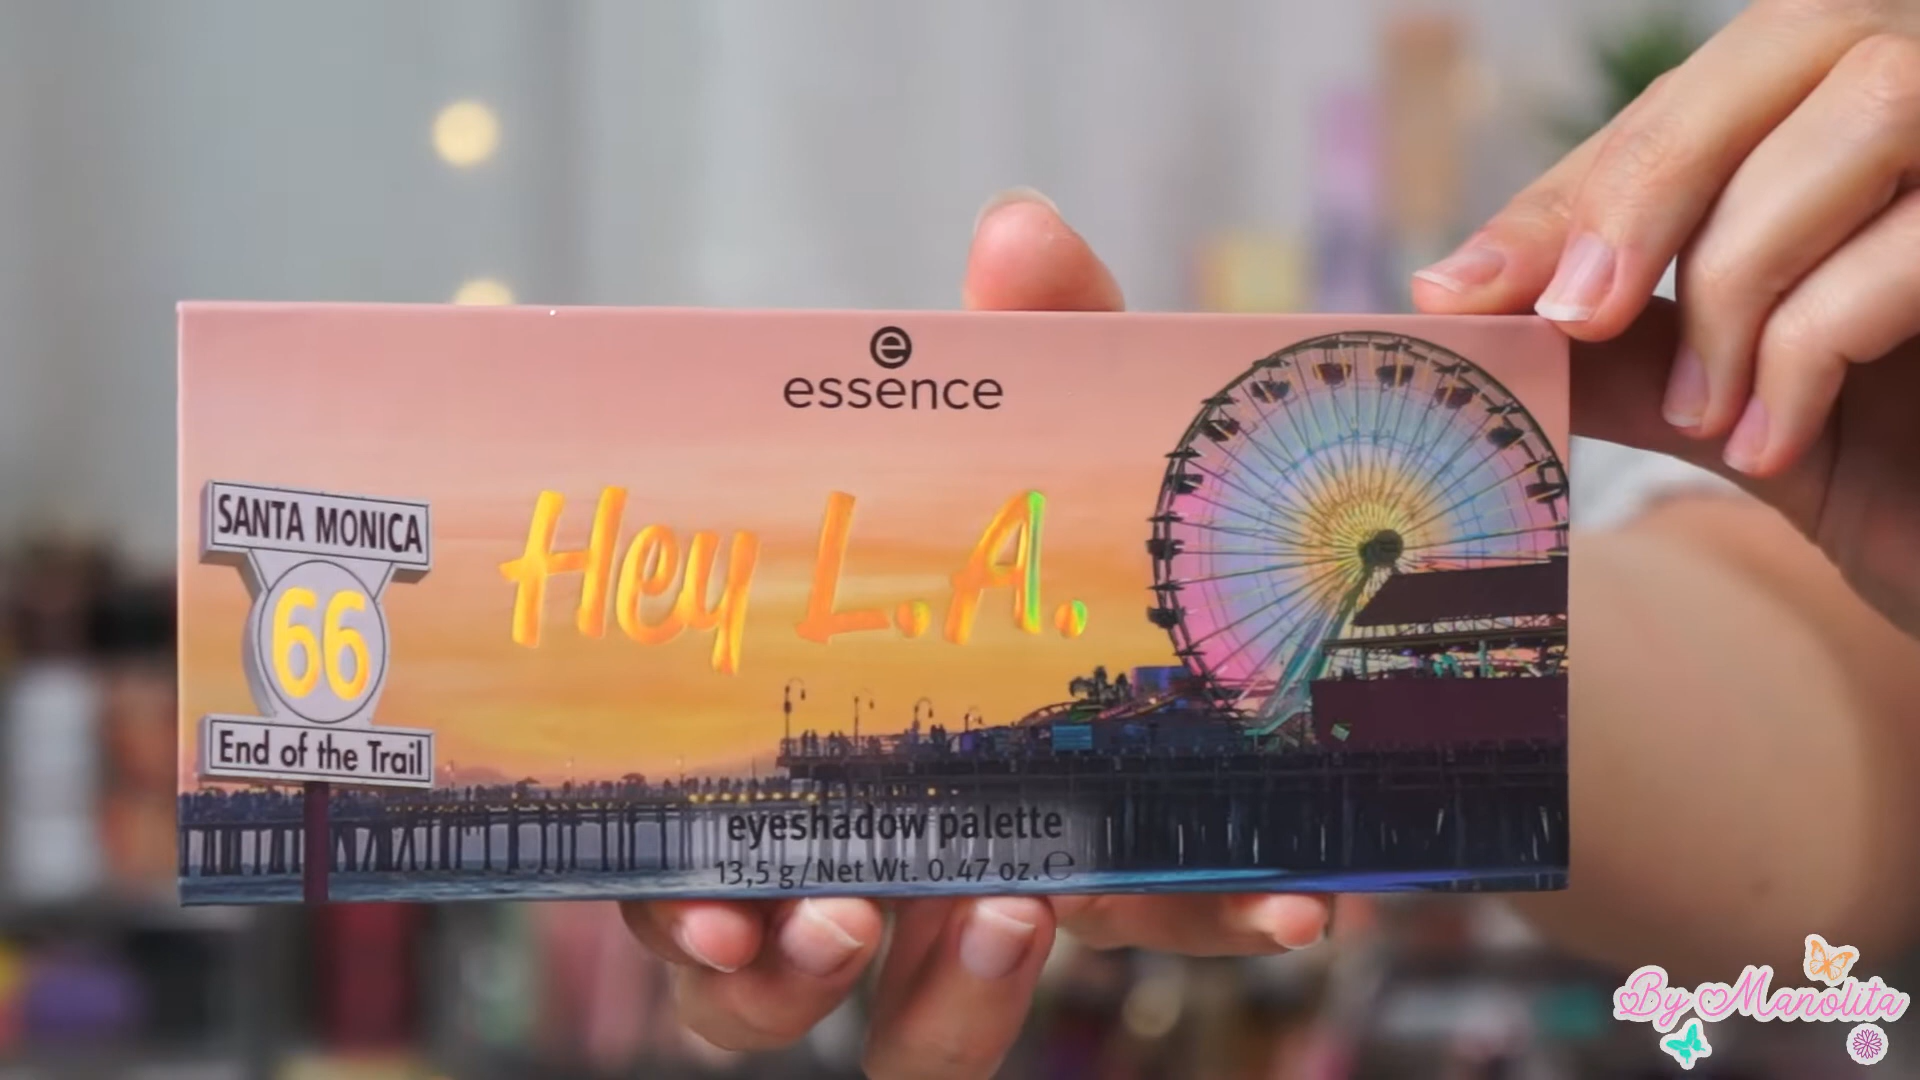 e
essence
SANTA MONICA
66
End of the Trail
Hey L.A.
eyeshadow palette
13,5 g/Net Wt. 0.47 oz.℮
By Manolita